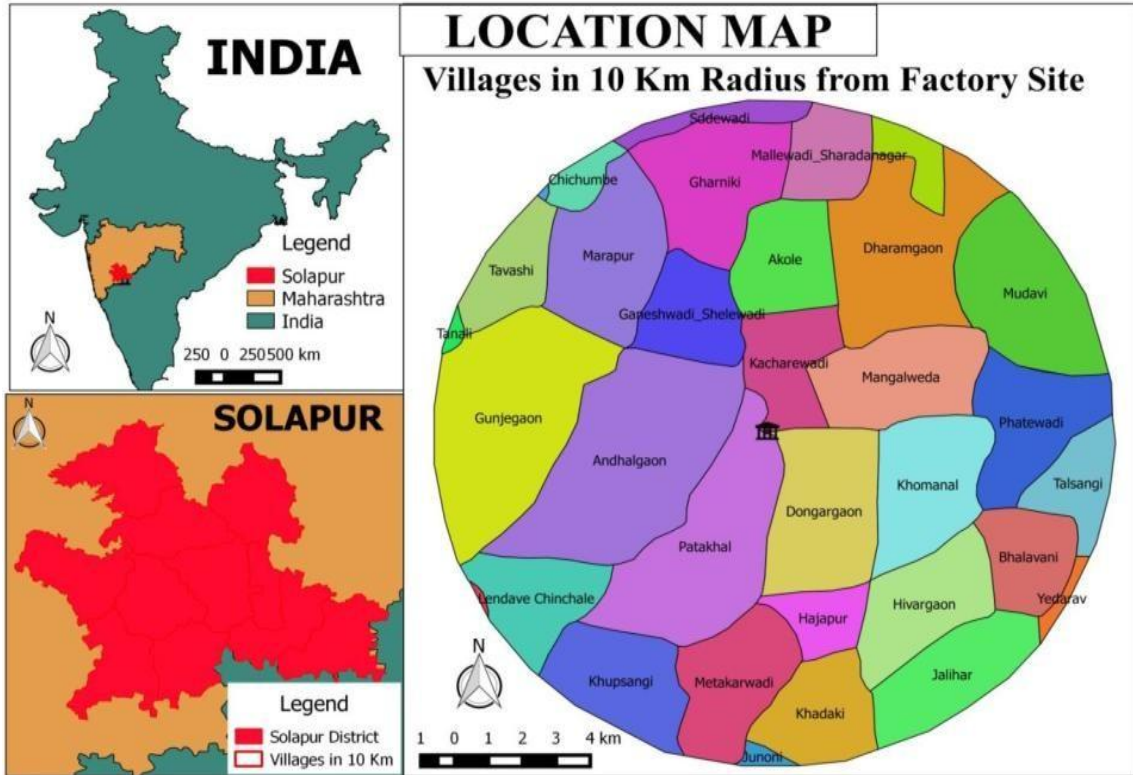 INDIA
Legend
Solapur
Maharashtra
India
N
250 0 250500 km
SOLAPUR
N
Legend
Solapur District
Villages in 10 Km
LOCATION MAP
Villages in 10 Km Radius from Factory Site
Sddewadi
Mallewadi_Sharadanagar
Chichumbe
Gharniki
Dharamgaon
Marapur
Akole
Tavashi
Mudavi
Ganeshwadi_Shelewadi
Tanali
Kacharewadi
Mangalweda
Gunjegaon
Phatewadi
Andhalgaon
Khomanal
Talsangi
Dongargaon
Patakhal
Bhalavani
Lendave Chinchale
Yedarav
Hivargaon
Hajapur
N
Khupsangi
Metakarwadi
Jalihar
Khadaki
Junoni
1 0 1 2 3 4 km